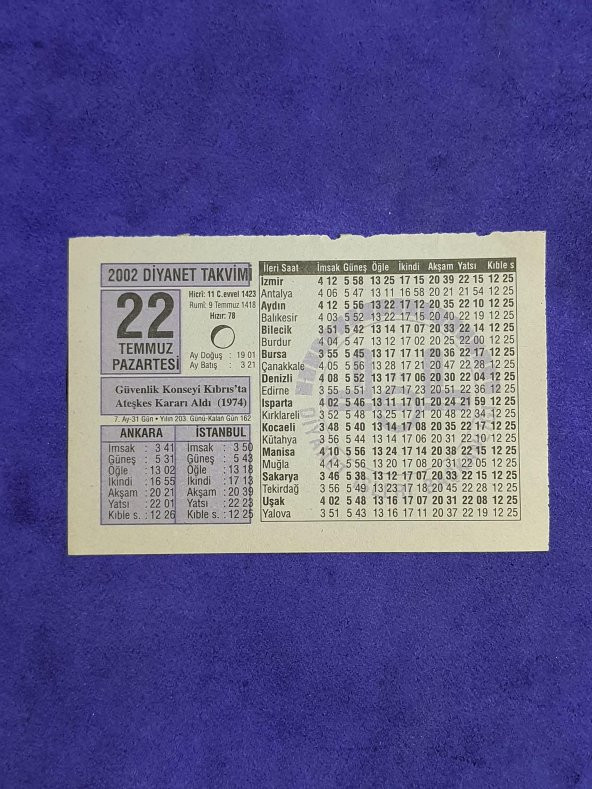 2002 DİYANET TAKVİMİ
22
TEMMUZ
PAZARTESİ
Hicrî: 11 C.evvel 1423
Rumî: 9 Temmuz 1418
Hızır: 78
Ay Doğuş : 19 01
Ay Batış : 3 21
Güvenlik Konseyi Kıbrıs'ta
Ateşkes Kararı Aldı (1974)
7. Ay-31 Gün • Yılın 203. Günü-Kalan Gün 162
ANKARA
İmsak : 3 41
Güneş : 5 31
Öğle : 13 02
İkindi : 16 55
Akşam : 20 21
Yatsı : 22 01
Kıble s. : 12 26
İSTANBUL
İmsak : 3 50
Güneş : 5 43
Öğle : 13 18
İkindi : 17 13
Akşam : 20 39
Yatsı : 22 23
Kıble s. : 12 25
İleri Saat İmsak Güneş Öğle İkindi Akşam Yatsı Kıble s
İzmir 4 12 5 58 13 25 17 15 20 39 22 15 12 25
Antalya 4 06 5 47 13 11 16 58 20 21 21 54 12 25
Aydın 4 12 5 56 13 22 17 12 20 35 22 10 12 25
Balıkesir 4 03 5 52 13 22 17 15 20 40 22 18 12 25
Bilecik 3 51 5 42 13 14 17 07 20 33 22 14 12 25
Burdur 4 04 5 47 13 12 17 00 20 25 22 00 12 25
Bursa 3 55 5 45 13 17 17 11 20 36 22 17 12 25
Çanakkale 4 05 5 56 13 28 17 21 20 47 22 27 12 25
Denizli 4 08 5 52 13 17 17 06 20 30 22 04 12 25
Edirne 3 55 5 51 13 27 17 23 20 51 22 36 12 25
Isparta 4 02 5 46 13 11 24 17 01 20 24 21 59 12 25
Kırklareli 3 52 5 48 13 25 17 21 20 48 22 34 12 25
Kocaeli 3 48 5 40 13 14 17 08 20 35 22 17 12 25
Kütahya 3 56 5 44 13 14 17 06 20 31 22 10 12 25
Manisa 4 10 5 56 13 24 17 14 20 38 22 15 12 25
Muğla 4 14 5 56 13 20 17 08 20 31 22 05 12 25
Sakarya 3 46 5 38 13 12 17 07 20 33 22 15 12 25
Tekirdağ 3 56 5 49 13 23 17 18 20 45 22 28 12 25
Uşak 4 02 5 48 13 16 17 07 20 31 22 08 12 25
Yalova 3 51 5 43 13 16 17 11 20 37 22 19 12 25